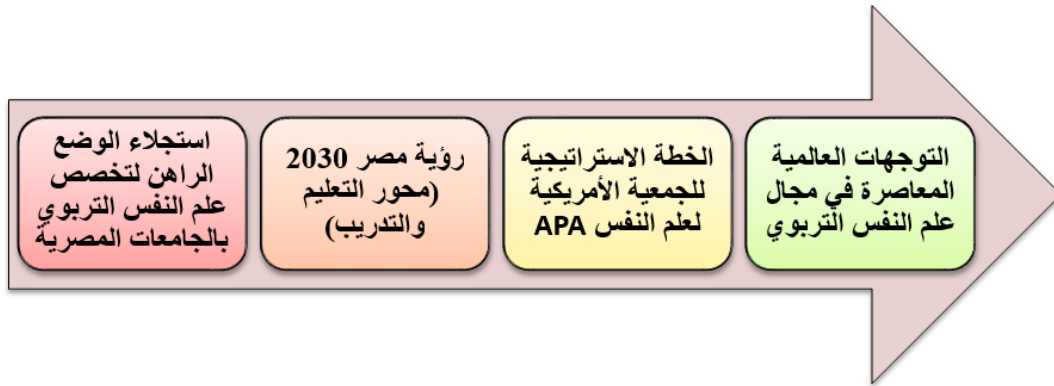 استجلاء الوضع
الراهن لتخصص
علم النفس التربوي
بالجامعات المصرية
رؤية مصر 2030
(محور التعليم
والتدريب)
الخطة الاستراتيجية
للجمعية الأمريكية
لعلم النفس APA
التوجهات العالمية
المعاصرة في مجال
علم النفس التربوي